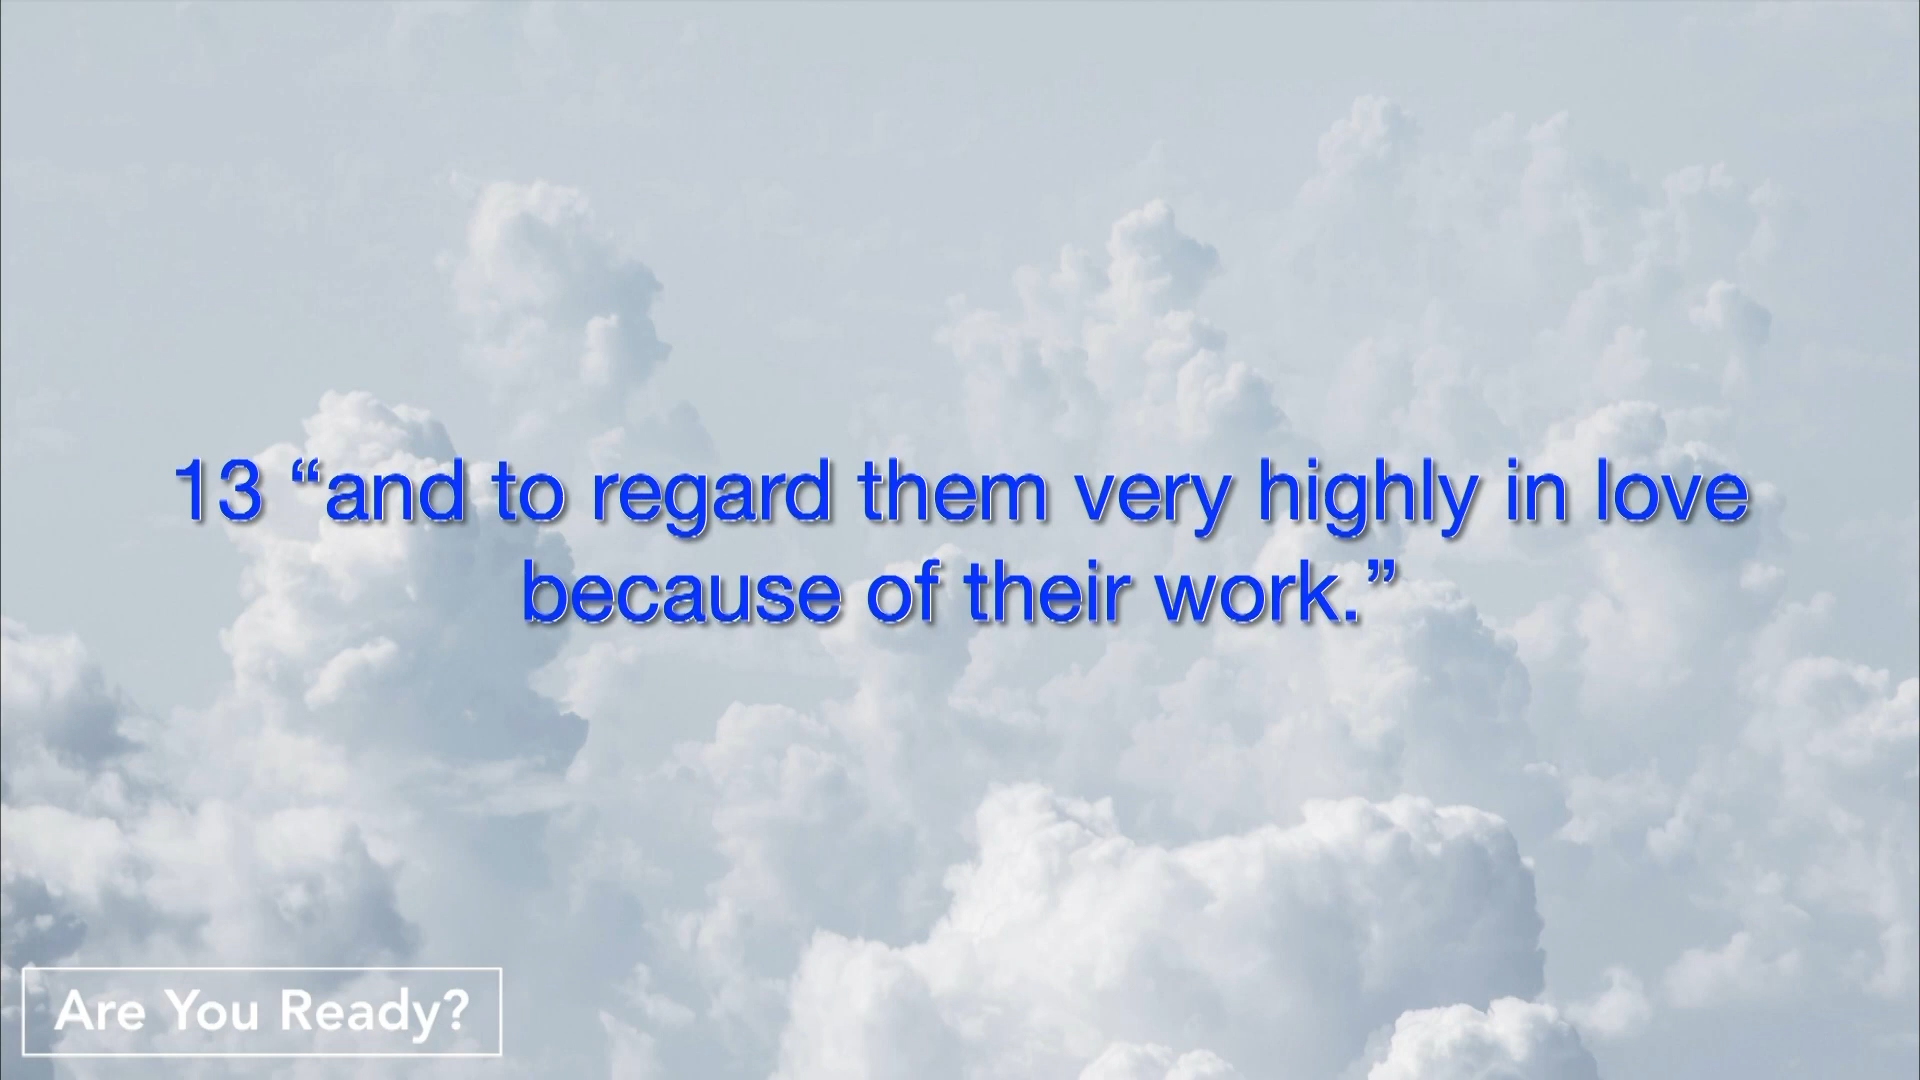 13 “and to regard them very highly in love
because of their work.”
Are You Ready?